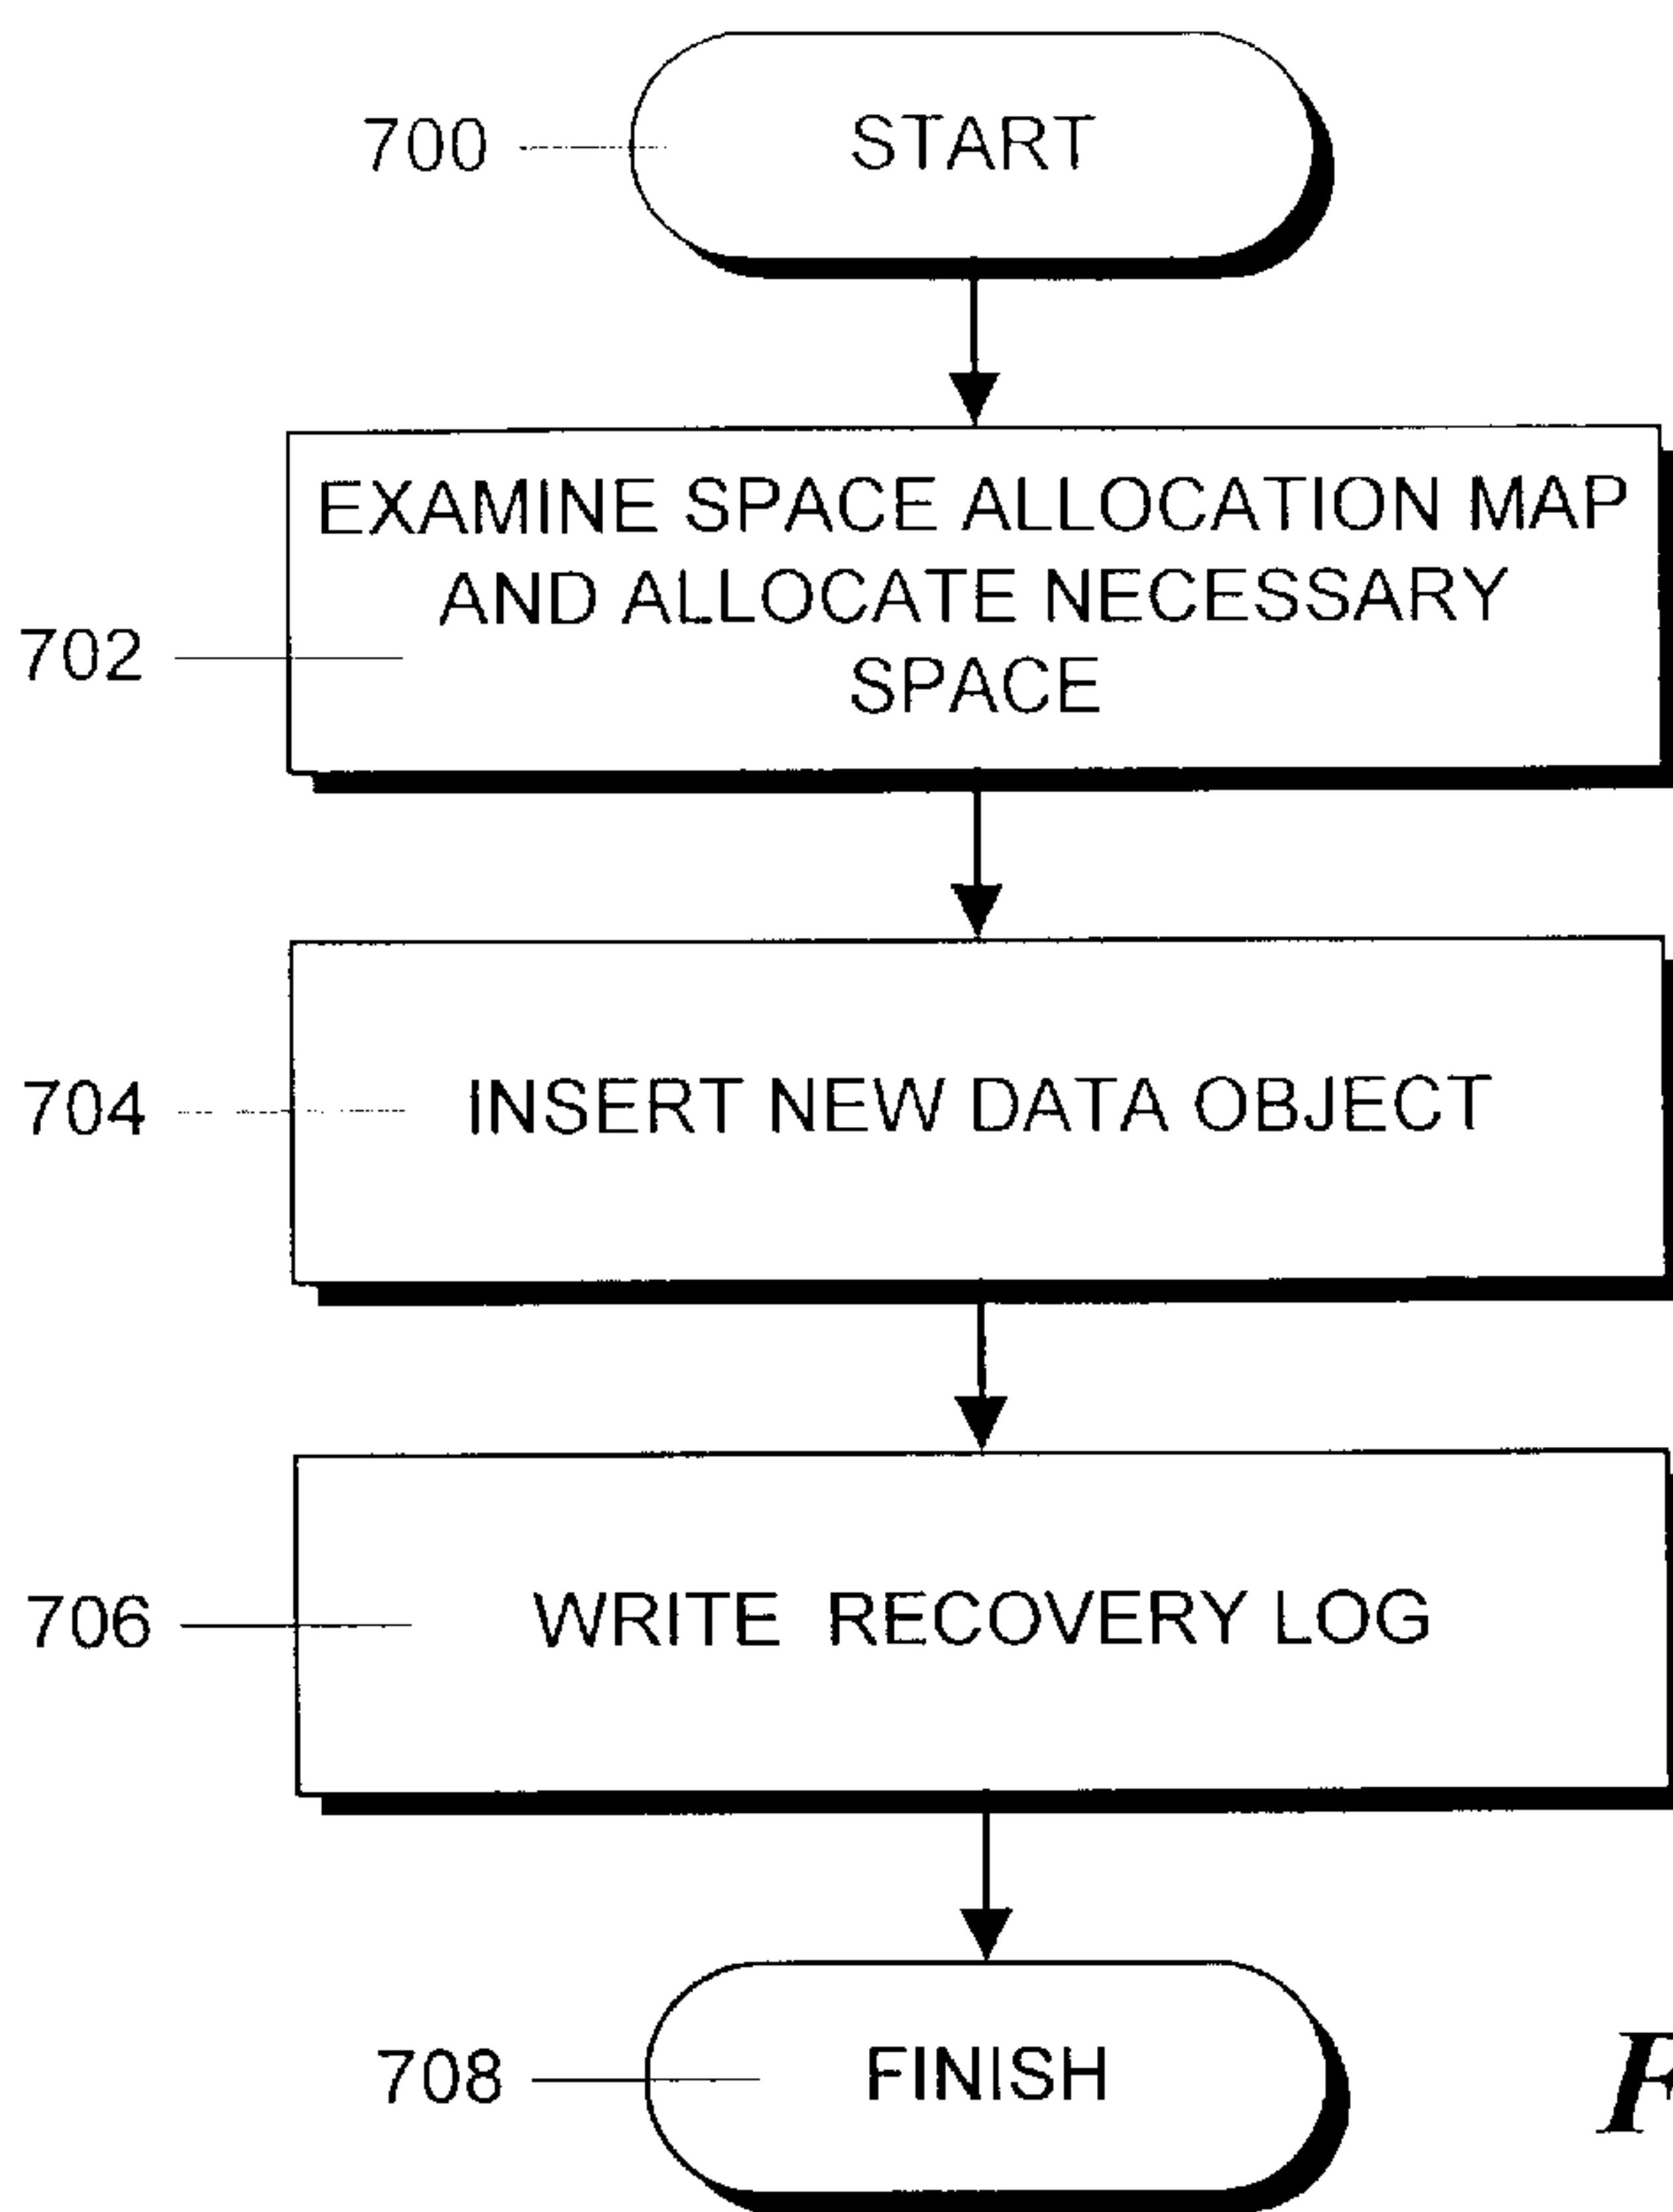 700 START
EXAMINE SPACE ALLOCATION MAP
AND ALLOCATE NECESSARY
702
SPACE
704 INSERT NEW DATA OBJECT
706 WRITE RECOVERY LOG
708 FINISH